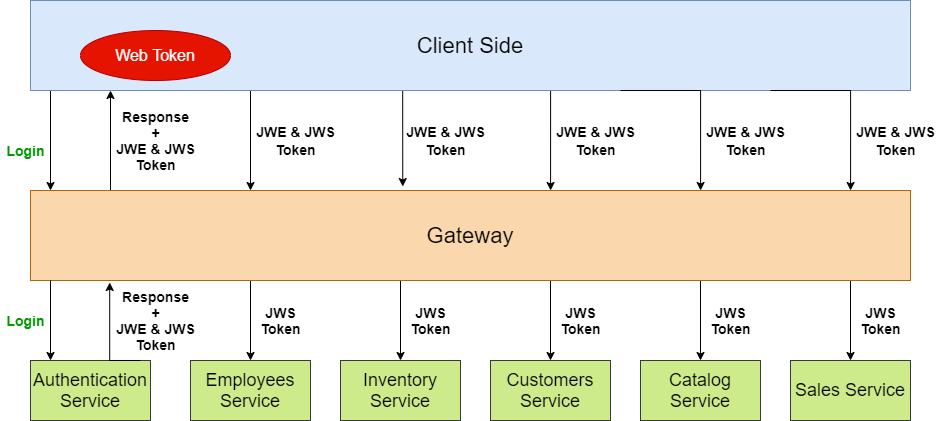 Client Side
Web Token
Login
Response
+
JWE & JWS
Token
JWE & JWS
Token
JWE & JWS
Token
JWE & JWS
Token
JWE & JWS
Token
JWE & JWS
Token
Gateway
Login
Response
+
JWE & JWS
Token
JWS
Token
JWS
Token
JWS
Token
JWS
Token
JWS
Token
Authentication
Service
Employees
Service
Inventory
Service
Customers
Service
Catalog
Service
Sales Service